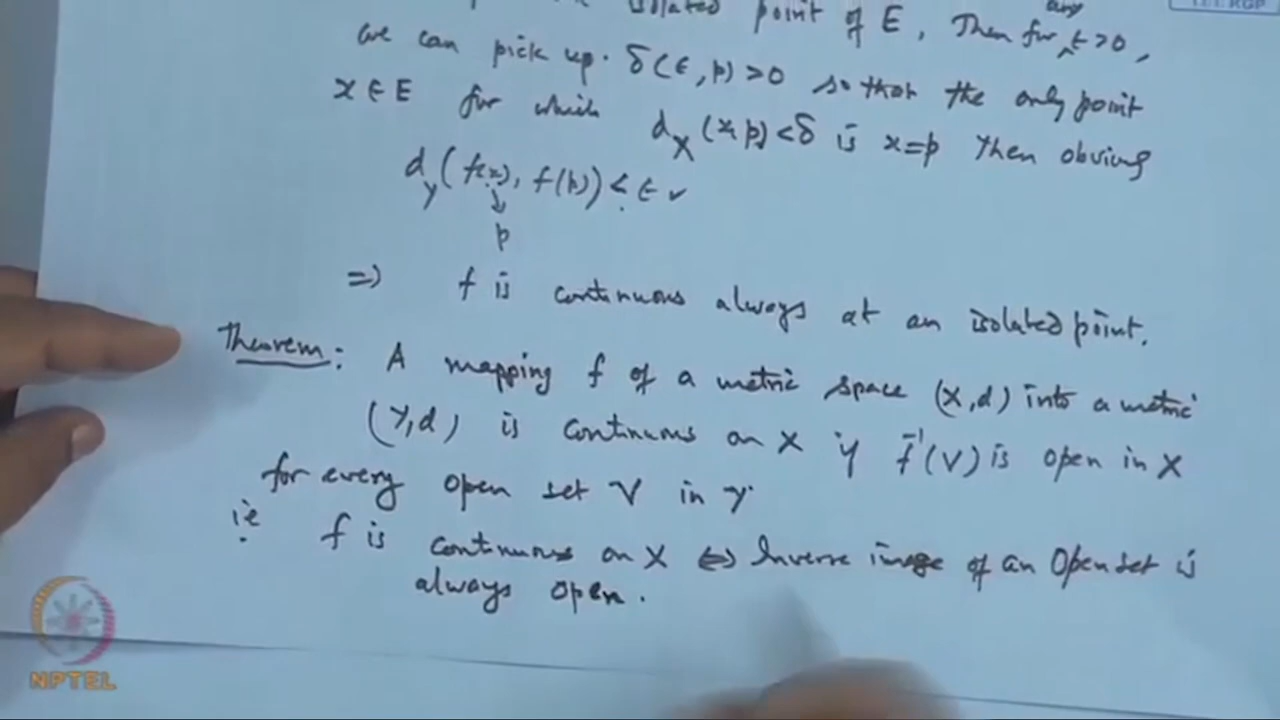 isolated point of E, Then for any ε>0,
we can pick up. δ(ε,p)>0 so that the only point
x∈E for which d_X(x,p)<δ is x=p Then obvious
d_y(f(x), f(p))<ε ✓
↓
p
=) f is continuous always at an isolated point.
Theorem: A mapping f of a metric space (X,d) into a metric
(Y,d) is continuous on X if f⁻¹(V) is open in X
for every open set V in Y.
i.e f is continuous on X ⇔ Inverse image of an Open set is
always open.
NPTEL